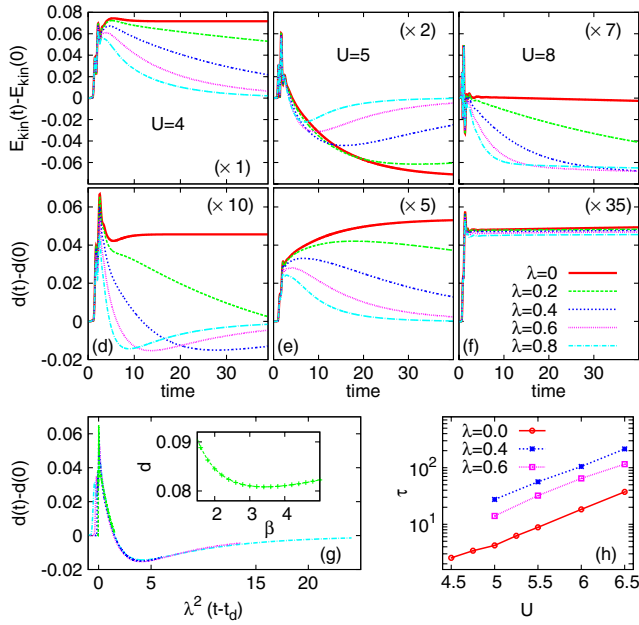 0.08
0.06
0.04
0.02
0
-0.02
-0.04
-0.06
E_kin(t)-E_kin(0)
U=4
(× 1)
(× 2)
U=5
(× 7)
U=8
0.06
0.04
0.02
0
-0.02
d(t)-d(0)
(× 10)
(d)
(× 5)
(e)
(× 35)
λ=0
λ=0.2
λ=0.4
λ=0.6
λ=0.8
(f)
0 10 20 30
0 10 20 30
0 10 20 30
time
time
time
0.06
0.04
0.02
0
-0.02
d(t)-d(0)
0.09
0.08
d
2 3 4
β
(g)
0 5 10 15 20 25
λ² (t-t_d)
λ=0.0
λ=0.4
λ=0.6
10²
10¹
τ
(h)
4.5 5 5.5 6 6.5
U